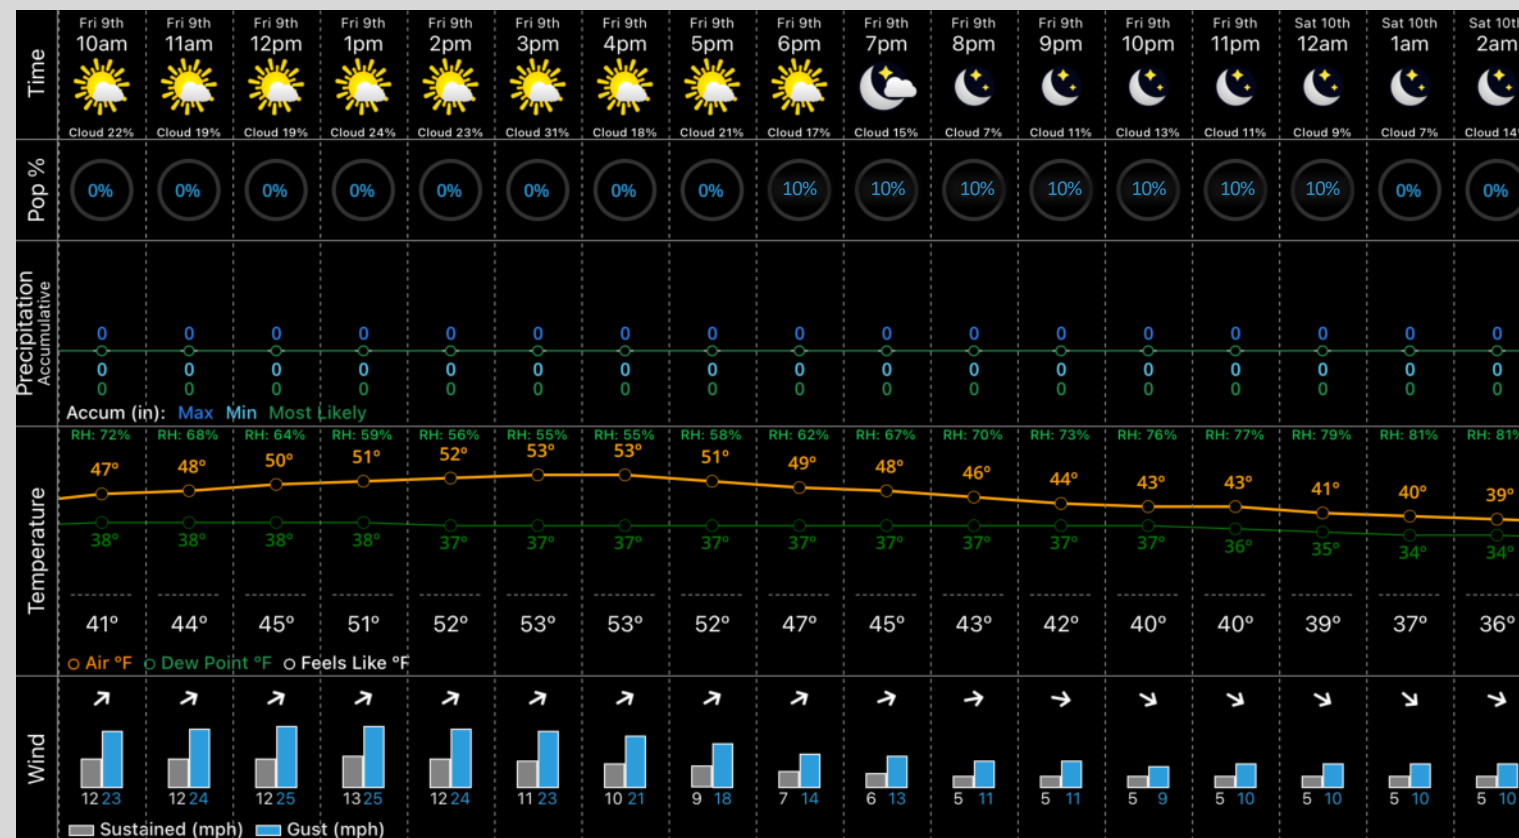 Fri 9th Fri 9th Fri 9th Fri 9th Fri 9th Fri 9th Fri 9th Fri 9th Fri 9th Fri 9th Fri 9th Fri 9th Fri 9th Fri 9th Sat 10th Sat 10th Sat 10th
Time 10am 11am 12pm 1pm 2pm 3pm 4pm 5pm 6pm 7pm 8pm 9pm 10pm 11pm 12am 1am 2am
Cloud 22% Cloud 19% Cloud 19% Cloud 24% Cloud 23% Cloud 31% Cloud 18% Cloud 21% Cloud 17% Cloud 15% Cloud 7% Cloud 11% Cloud 13% Cloud 11% Cloud 9% Cloud 7% Cloud 14%
Pop % 0% 0% 0% 0% 0% 0% 0% 0% 10% 10% 10% 10% 10% 10% 10% 0% 0%
Precipitation
Accumulative
0 0 0 0 0 0 0 0 0 0 0 0 0 0 0 0 0
0 0 0 0 0 0 0 0 0 0 0 0 0 0 0 0 0
0 0 0 0 0 0 0 0 0 0 0 0 0 0 0 0 0
Accum (in): Max Min Most Likely
RH: 72% RH: 68% RH: 64% RH: 59% RH: 56% RH: 55% RH: 55% RH: 58% RH: 62% RH: 67% RH: 70% RH: 73% RH: 76% RH: 77% RH: 79% RH: 81% RH: 81%
47° 48° 50° 51° 52° 53° 53° 51° 49° 48° 46° 44° 43° 43° 41° 40° 39°
Temperature
38° 38° 38° 38° 37° 37° 37° 37° 37° 37° 37° 37° 37° 36° 35° 34° 34°
41° 44° 45° 51° 52° 53° 53° 52° 47° 45° 43° 42° 40° 40° 39° 37° 36°
Air °F Dew Point °F Feels Like °F
Wind
12 23 12 24 12 25 13 25 12 24 11 23 10 21 9 18 7 14 6 13 5 11 5 11 5 9 5 10 5 10 5 10 5 10
Sustained (mph) Gust (mph)